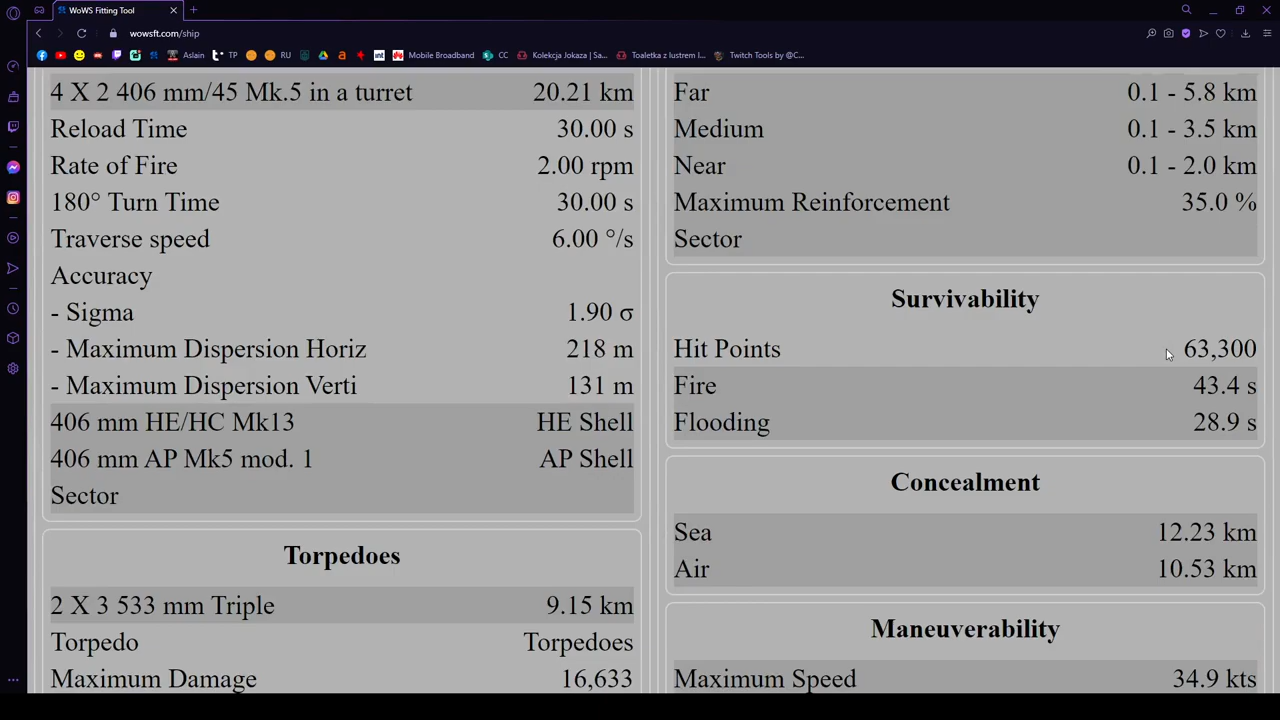 WoWS Fitting Tool
wowsft.com/ship
Aslain
TP
RU
Mobile Broadband
CC
Kolekcja Jokaza | Sa...
Toaletka z lustrem I...
Twitch Tools by @C...
4 X 2 406 mm/45 Mk.5 in a turret 20.21 km
Reload Time 30.00 s
Rate of Fire 2.00 rpm
180° Turn Time 30.00 s
Traverse speed 6.00 °/s
Accuracy
- Sigma 1.90 σ
- Maximum Dispersion Horiz 218 m
- Maximum Dispersion Verti 131 m
406 mm HE/HC Mk13 HE Shell
406 mm AP Mk5 mod. 1 AP Shell
Sector
Torpedoes
2 X 3 533 mm Triple 9.15 km
Torpedo Torpedoes
Maximum Damage 16,633
Far 0.1 - 5.8 km
Medium 0.1 - 3.5 km
Near 0.1 - 2.0 km
Maximum Reinforcement 35.0 %
Sector
Survivability
Hit Points 63,300
Fire 43.4 s
Flooding 28.9 s
Concealment
Sea 12.23 km
Air 10.53 km
Maneuverability
Maximum Speed 34.9 kts